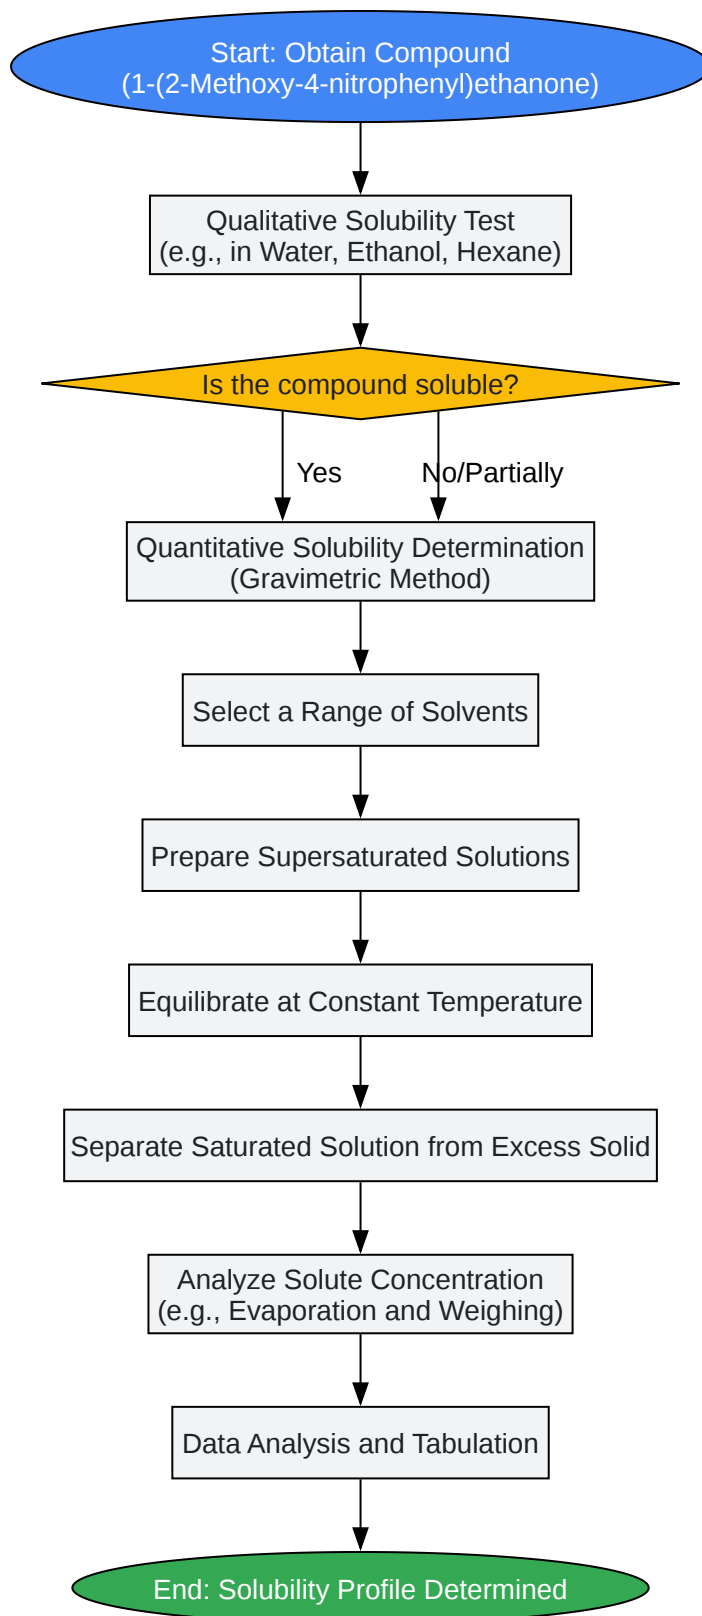 Start: Obtain Compound
(1-(2-Methoxy-4-nitrophenyl)ethanone)
Qualitative Solubility Test
(e.g., in Water, Ethanol, Hexane)
Is the compound soluble?
Yes
No/Partially
Quantitative Solubility Determination
(Gravimetric Method)
Select a Range of Solvents
Prepare Supersaturated Solutions
Equilibrate at Constant Temperature
Separate Saturated Solution from Excess Solid
Analyze Solute Concentration
(e.g., Evaporation and Weighing)
Data Analysis and Tabulation
End: Solubility Profile Determined